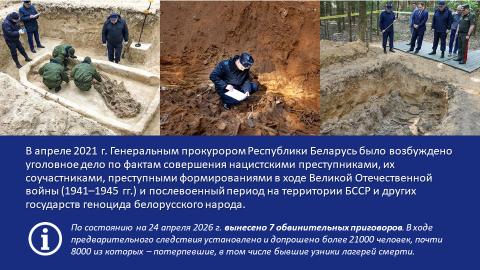 В апреле 2021 г. Генеральным прокурором Республики Беларусь было возбуждено
уголовное дело по фактам совершения нацистскими преступниками, их
соучастниками, преступными формированиями в ходе Великой Отечественной
войны (1941–1945 гг.) и послевоенный период на территории БССР и других
государств геноцида белорусского народа.
По состоянию на 24 апреля 2026 г. вынесено 7 обвинительных приговоров. В ходе
предварительного следствия установлено и допрошено более 21000 человек, почти
8000 из которых – потерпевшие, в том числе бывшие узники лагерей смерти.